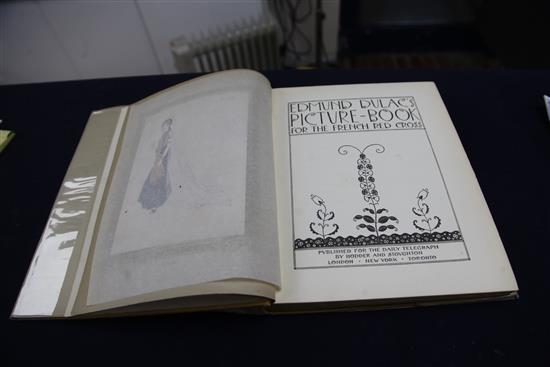 EDMUND DULAC'S
PICTURE-BOOK
FOR THE FRENCH RED CROSS
PUBLISHED FOR THE DAILY TELEGRAPH
BY HODDER AND STOUGHTON
LONDON · NEW YORK · TORONTO